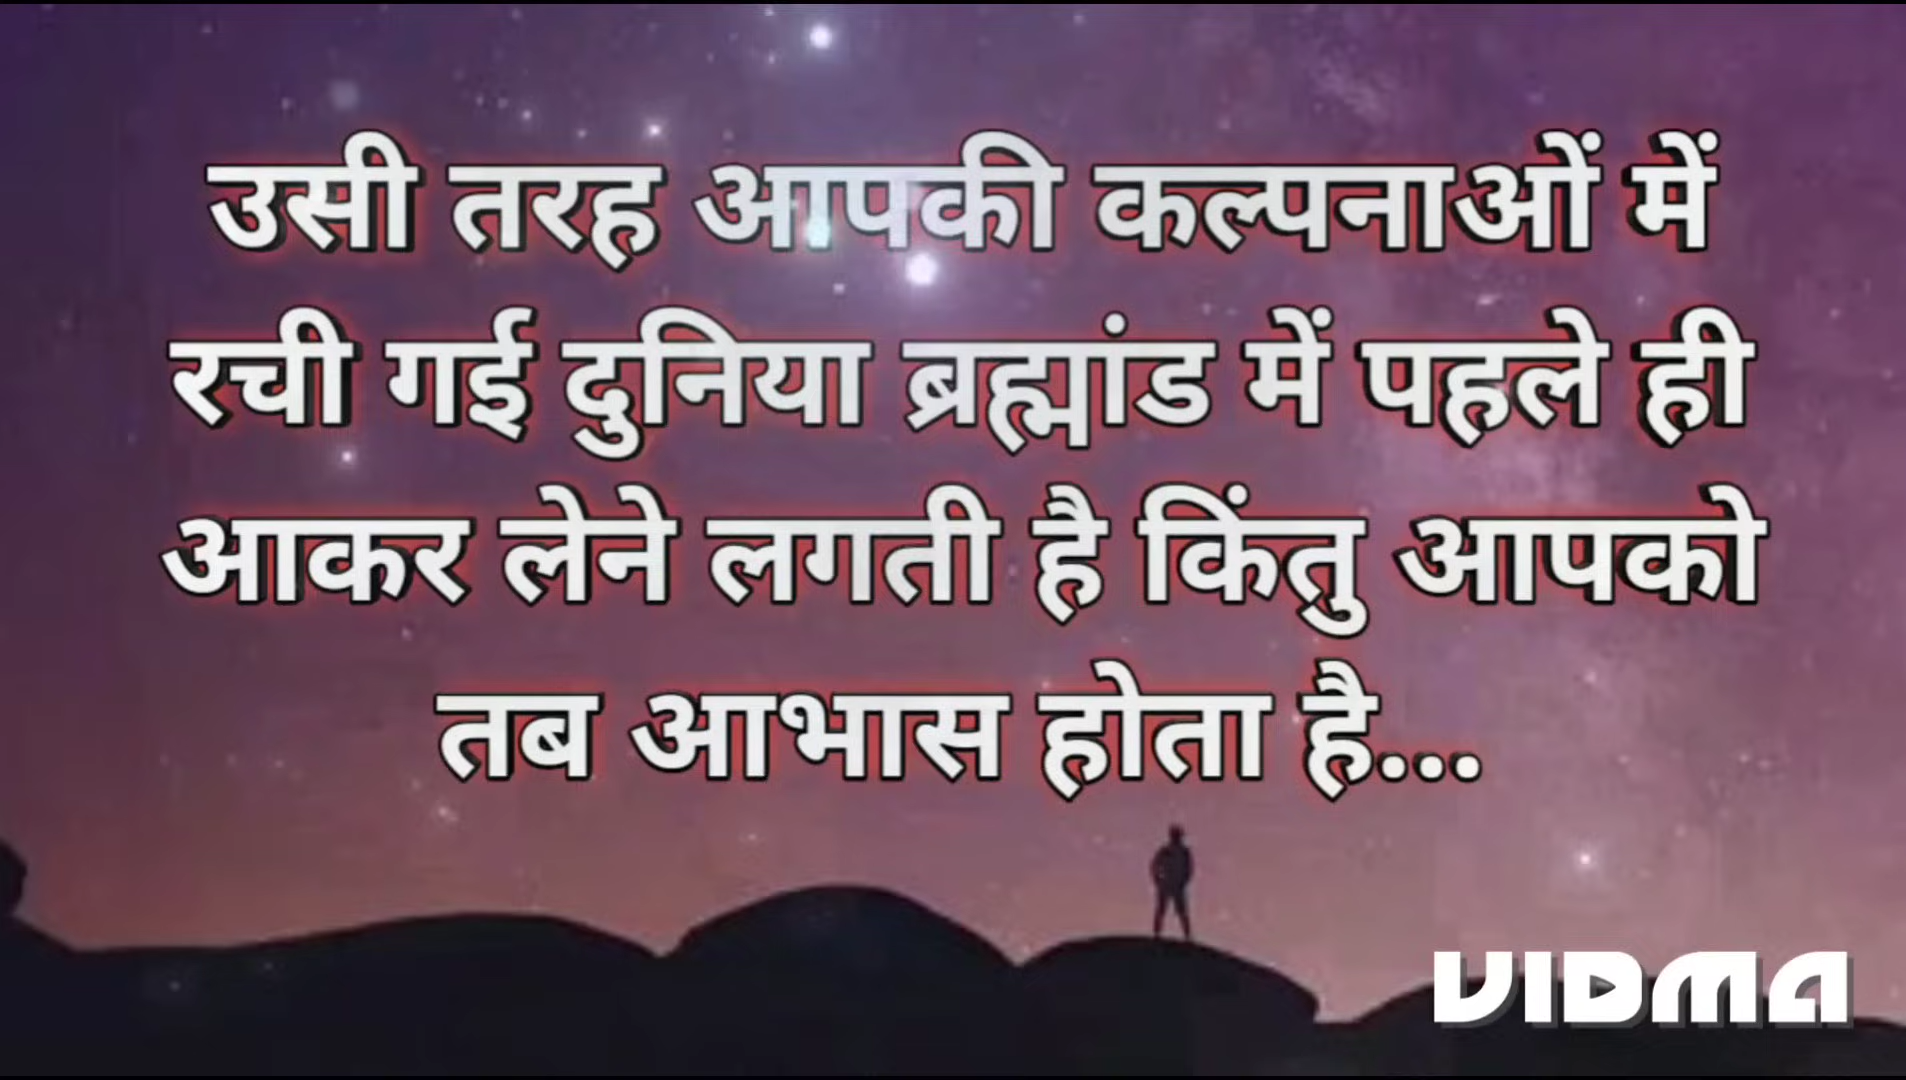 उसी तरह आपकी कल्पनाओं में
रची गई दुनिया ब्रह्मांड में पहले ही
आकर लेने लगती है किंतु आपको
तब आभास होता है...
VIDMA